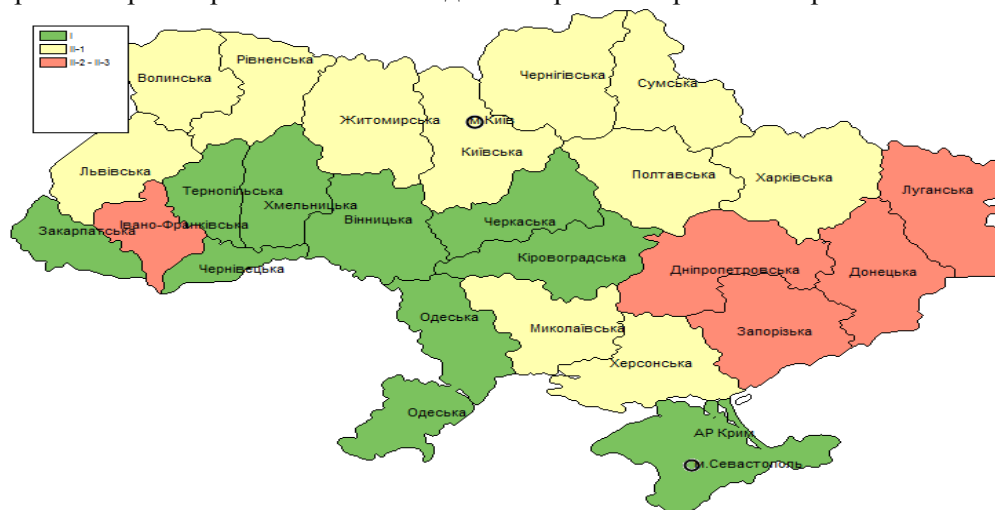 I
II-1
II-2 - II-3
Волинська
Рівненська
Чернігівська
Сумська
Житомирська
м.Київ
Київська
Львівська
Полтавська
Харківська
Луганська
Тернопільська
Хмельницька
Вінницька
Черкаська
Закарпатська
Івано-Франківська
Кіровоградська
Чернівецька
Дніпропетровська
Донецька
Одеська
Миколаївська
Запорізька
Херсонська
Одеська
АР Крим
м.Севастополь